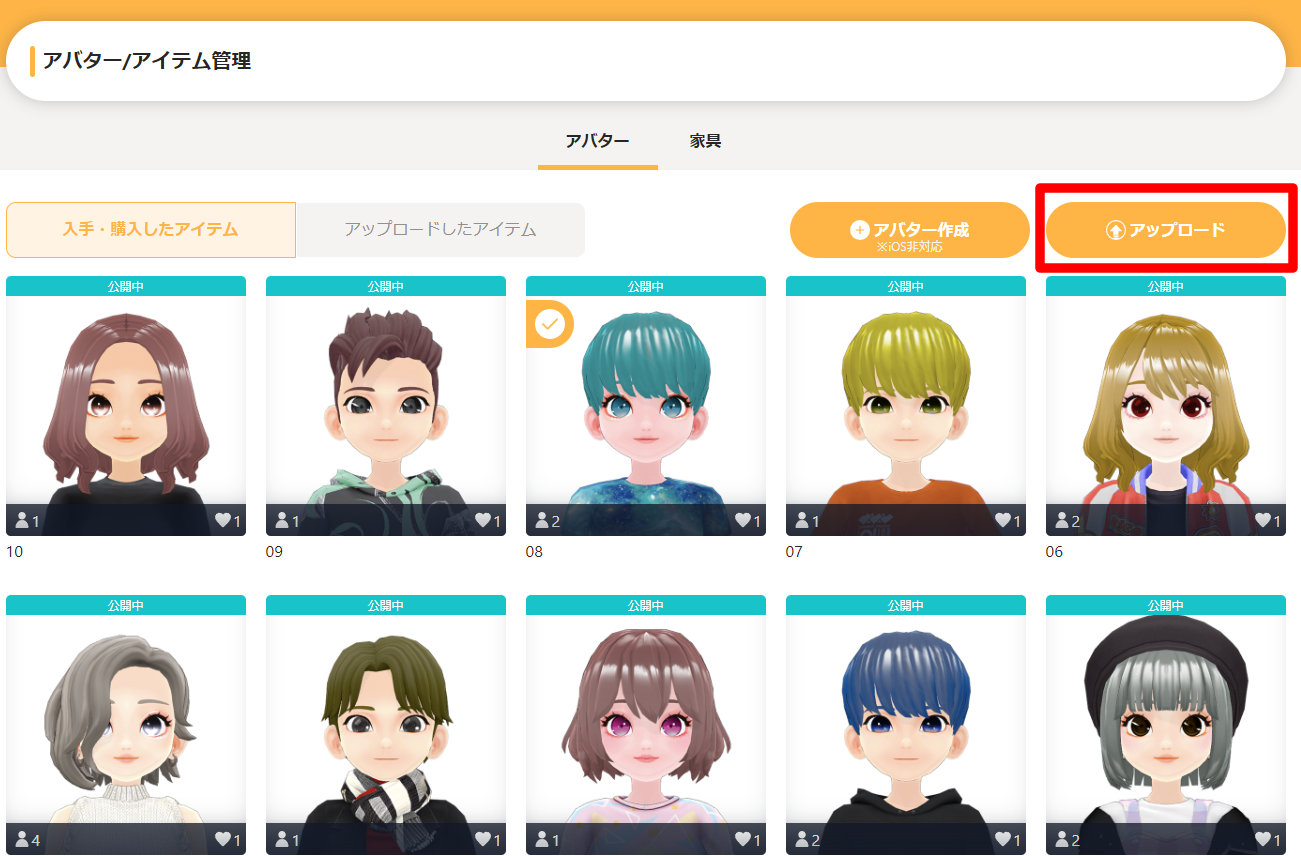 アバター/アイテム管理
アバター 家具
入手・購入したアイテム アップロードしたアイテム アバター作成 アップロード
※iOS非対応
公開中 公開中 公開中 公開中 公開中
1 1 1 1 2 1 1 1 2 1
10 09 08 07 06
公開中 公開中 公開中 公開中 公開中
4 1 1 1 1 1 2 1 2 1